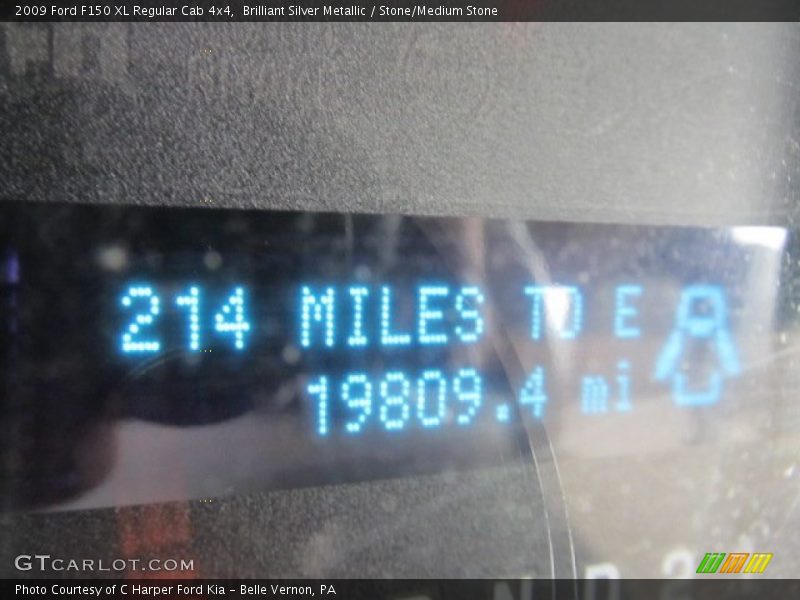 2009 Ford F150 XL Regular Cab 4x4,  Brilliant Silver Metallic / Stone/Medium Stone
214 MILES TO E
19809.4 mi
GTCARLOT.COM
Photo Courtesy of C Harper Ford Kia – Belle Vernon, PA